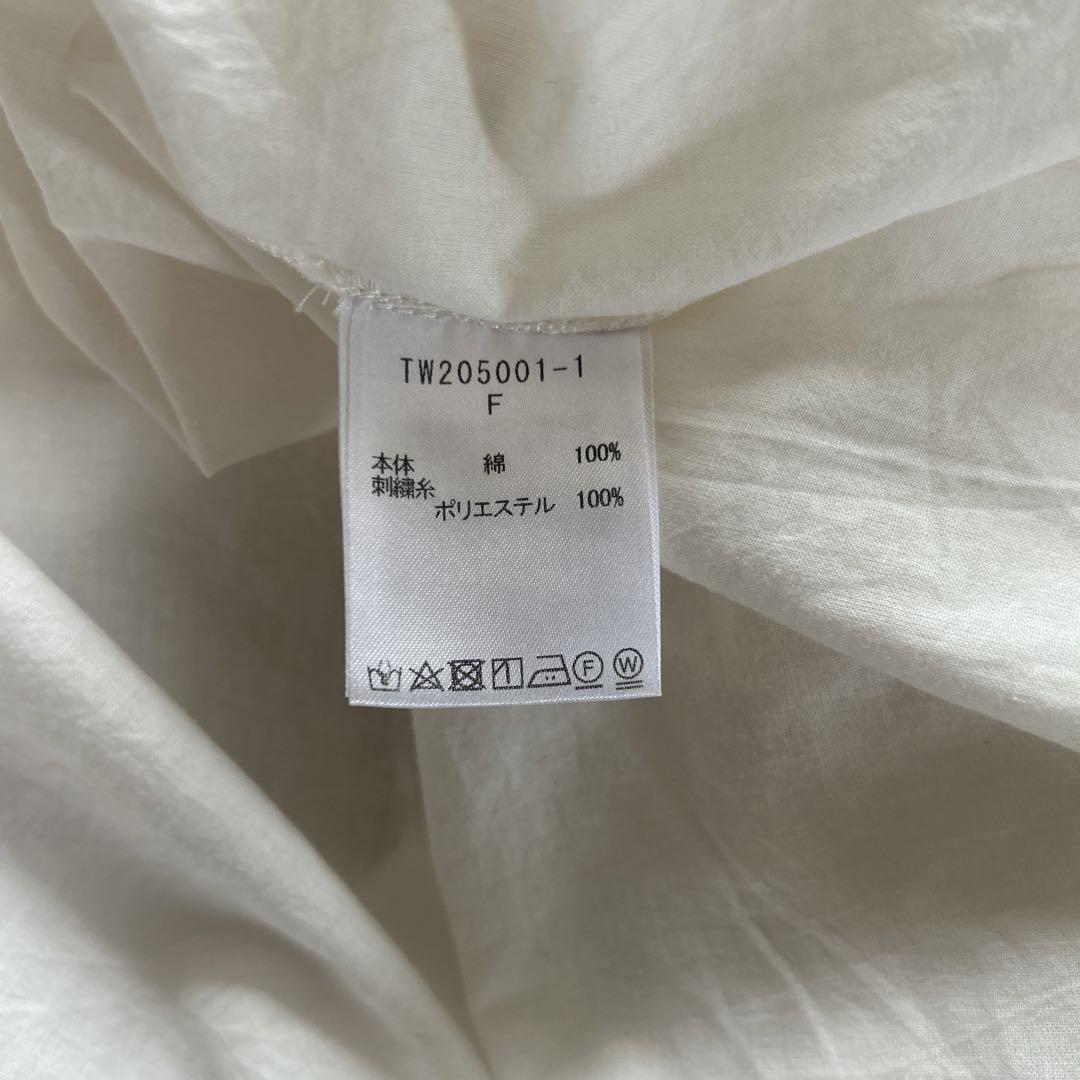 TW205001-1
F
本体 綿 100%
刺繍糸
ポリエステル 100%
F W